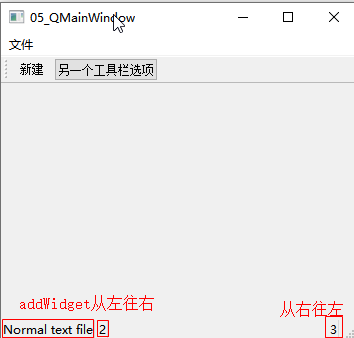 05_QMainWindow
文件
新建 另一个工具栏选项
addWidget从左往右
从右往左
Normal text file 2 3